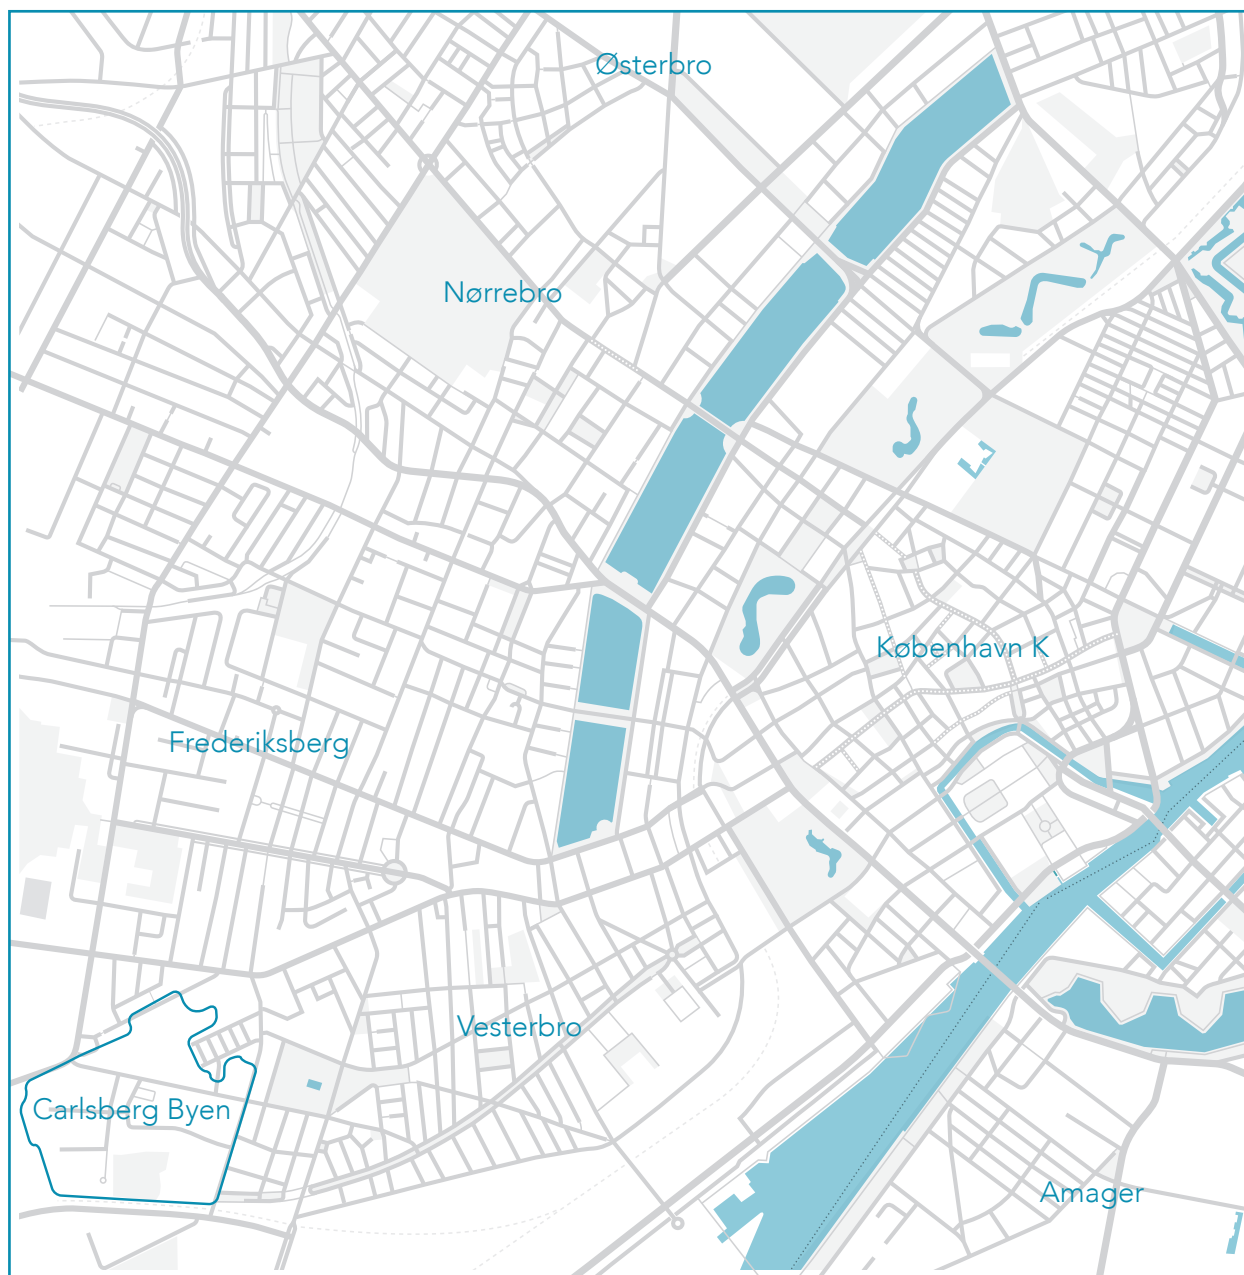 Østerbro
Nørrebro
København K
Frederiksberg
Vesterbro
Carlsberg Byen
Amager